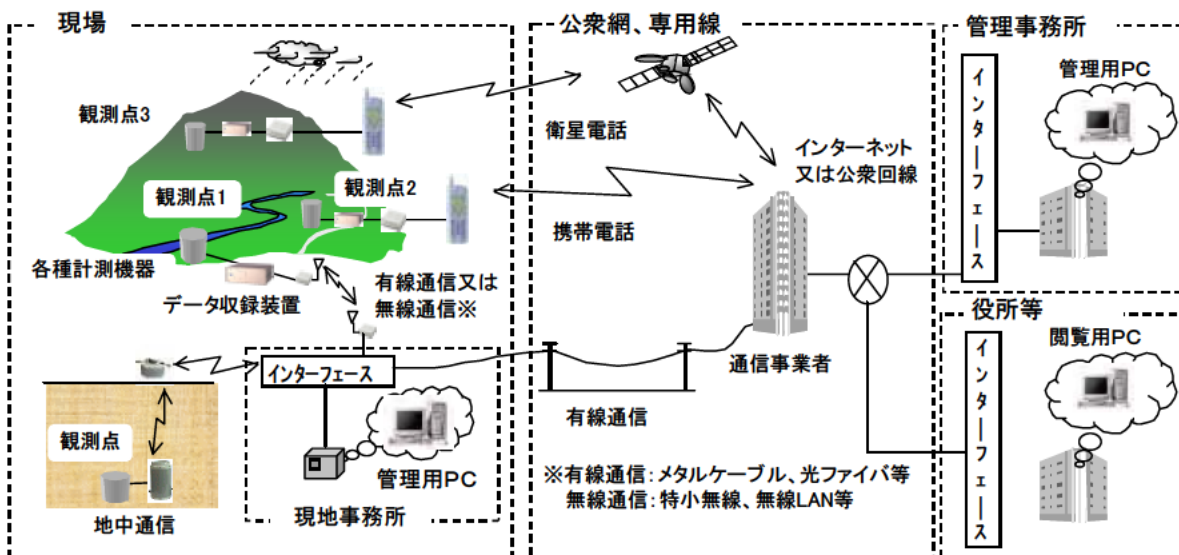 現場
観測点3
観測点1
観測点2
各種計測機器
データ収録装置
有線通信又は
無線通信※
インターフェース
観測点
管理用PC
地中通信
現地事務所
公衆網、専用線
衛星電話
インターネット
又は公衆回線
携帯電話
通信事業者
有線通信
※有線通信：メタルケーブル、光ファイバ等
無線通信：特小無線、無線LAN等
管理事務所
管理用PC
インターフェース
役所等
閲覧用PC
インターフェース